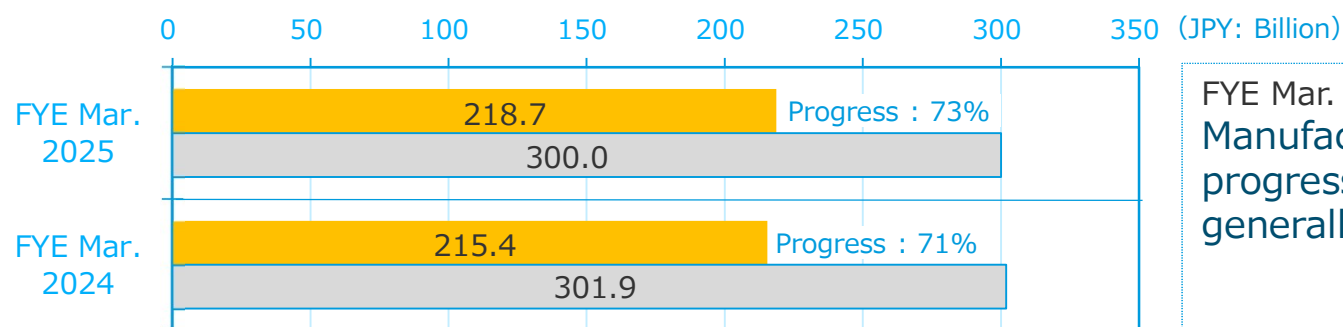 0 50 100 150 200 250 300 350 (JPY: Billion)
FYE Mar.
2025
218.7
Progress : 73%
300.0
FYE Mar.
2024
215.4
Progress : 71%
301.9
FYE Mar.